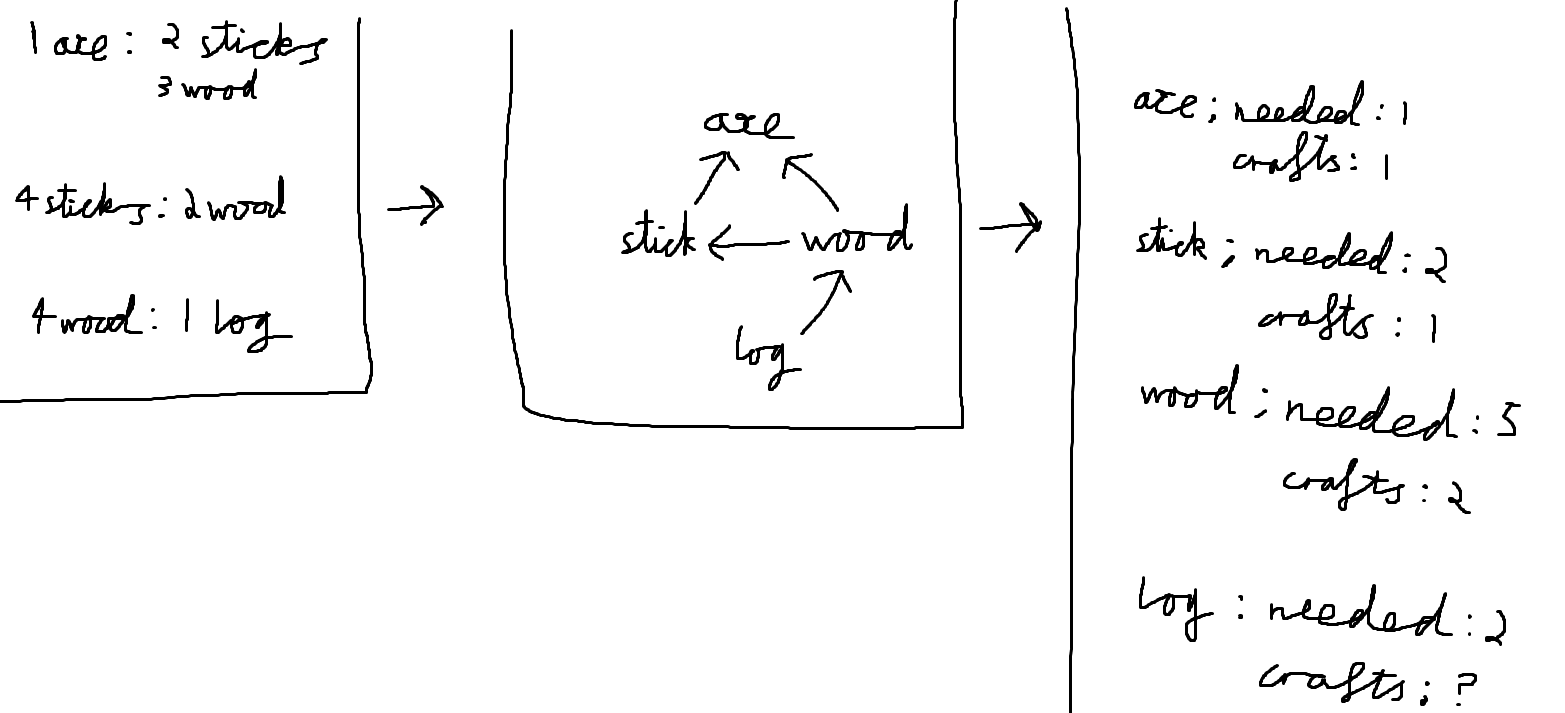 1 axe: 2 sticks
3 wood
4 sticks: 2 wood
4 wood: 1 log
axe
stick
wood
log
axe; needed: 1
crafts: 1
stick; needed: 2
crafts: 1
wood; needed: 5
crafts: 2
log: needed: 2
crafts; ?